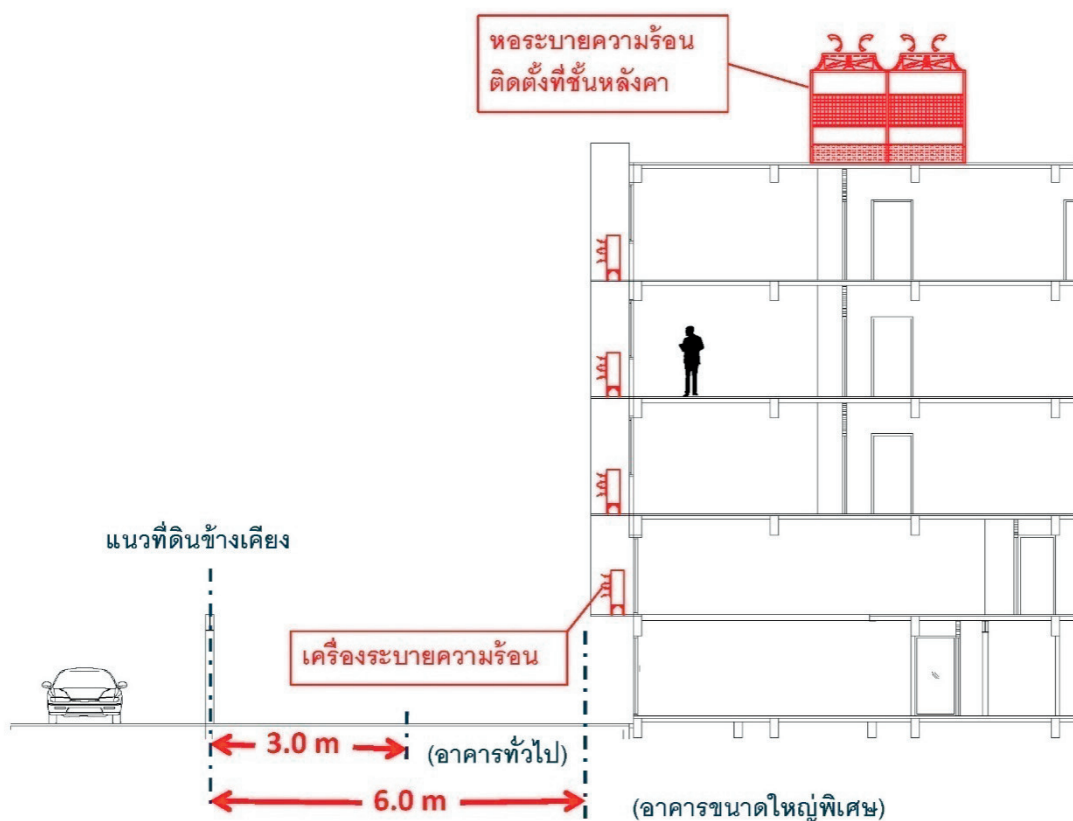 หอระบายความร้อน
ติดตั้งที่ชั้นหลังคา
แนวที่ดินข้างเคียง
เครื่องระบายความร้อน
3.0 m
(อาคารทั่วไป)
6.0 m
(อาคารขนาดใหญ่พิเศษ)